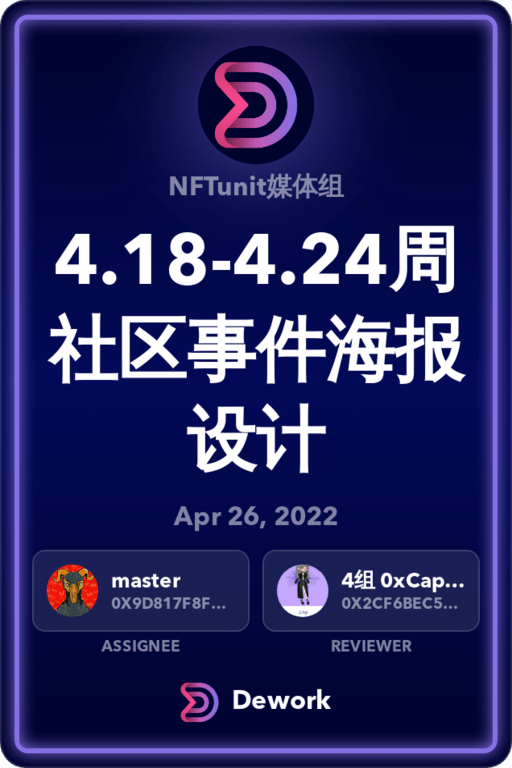 NFTunit媒体组
4.18-4.24周
社区事件海报
设计
Apr 26, 2022
master
0X9D817F8F...
4组 0xCap...
0X2CF6BEC5...
ASSIGNEE
REVIEWER
Dework